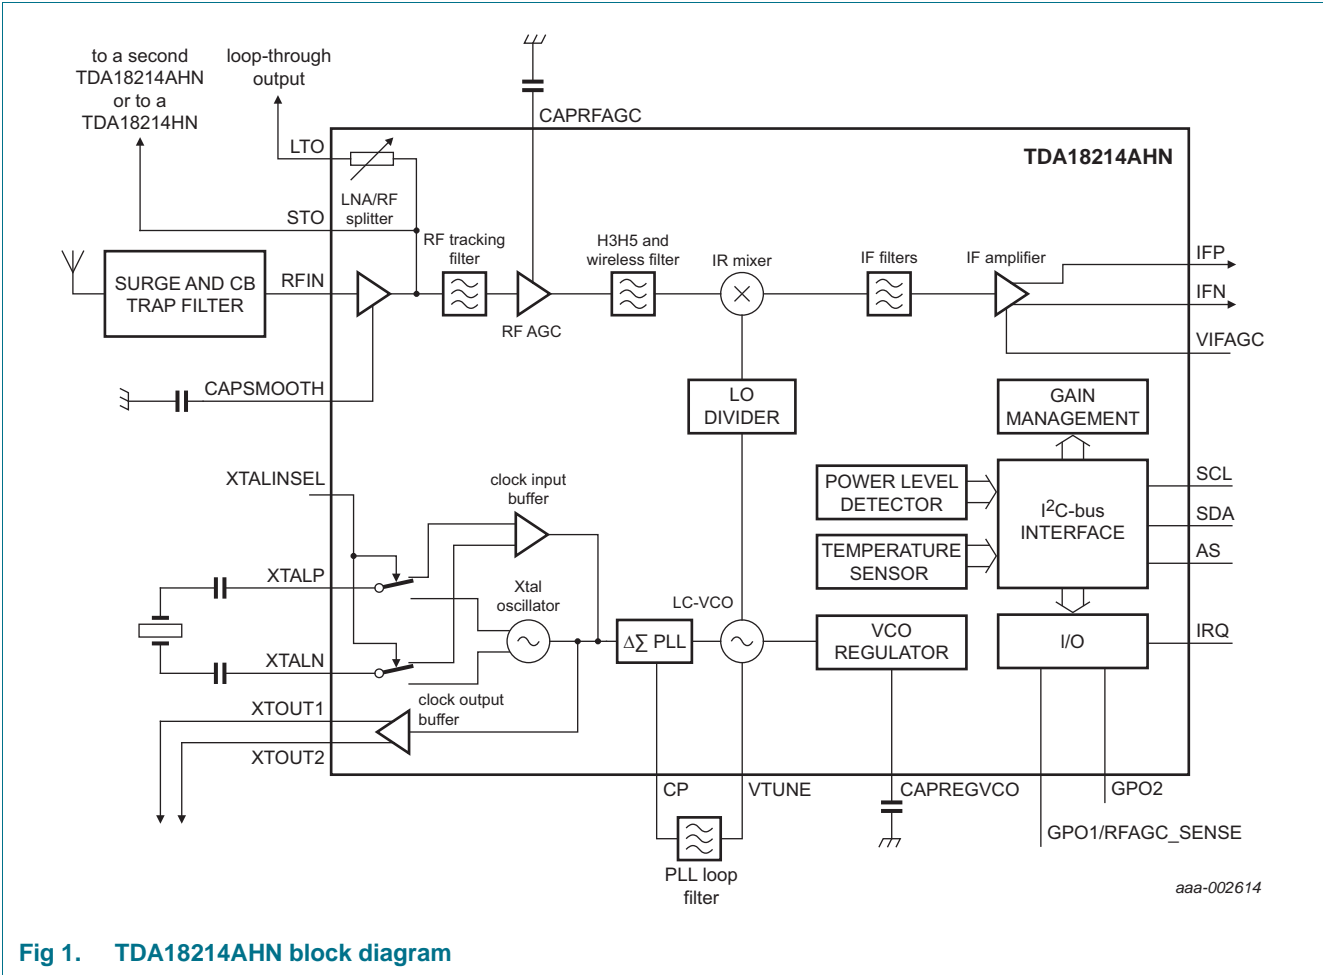 to a second
TDA18214AHN
or to a
TDA18214HN
loop-through
output
CAPRFAGC
LTO
TDA18214AHN
LNA/RF
splitter
STO
RF tracking
filter
H3H5 and
wireless filter
IR mixer
IF filters
IF amplifier
IFP
SURGE AND CB
TRAP FILTER
RFIN
IFN
RF AGC
VIFAGC
CAPSMOOTH
LO
DIVIDER
GAIN
MANAGEMENT
XTALINSEL
clock input
buffer
POWER LEVEL
DETECTOR
I²C-bus
INTERFACE
SCL
SDA
AS
TEMPERATURE
SENSOR
XTALP
Xtal
oscillator
LC-VCO
ΔΣ PLL
VCO
REGULATOR
I/O
IRQ
XTALN
XTOUT1
clock output
buffer
XTOUT2
CP
VTUNE
CAPREGVCO
GPO2
GPO1/RFAGC_SENSE
PLL loop
filter
aaa-002614
Fig 1. TDA18214AHN block diagram